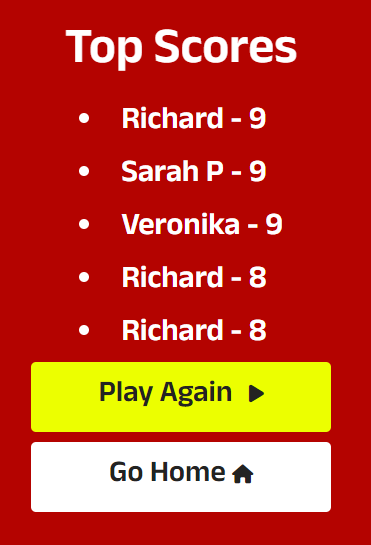 Top Scores
• Richard - 9
• Sarah P - 9
• Veronika - 9
• Richard - 8
• Richard - 8
Play Again
Go Home